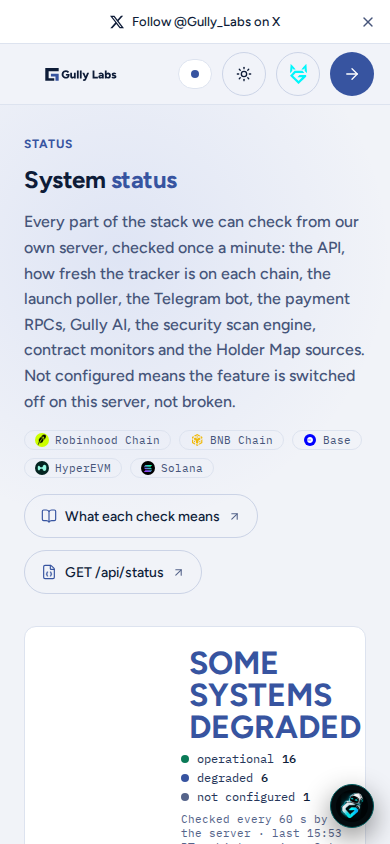 Follow @Gully_Labs on X
Gully Labs
STATUS
System status
Every part of the stack we can check from our
own server, checked once a minute: the API,
how fresh the tracker is on each chain, the
launch poller, the Telegram bot, the payment
RPCs, Gully AI, the security scan engine,
contract monitors and the Holder Map sources.
Not configured means the feature is switched
off on this server, not broken.
Robinhood Chain BNB Chain Base
HyperEVM Solana
What each check means
GET /api/status
SOME
SYSTEMS
DEGRADED
operational 16
degraded 6
not configured 1
Checked every 60 s by
the server · last 15:53